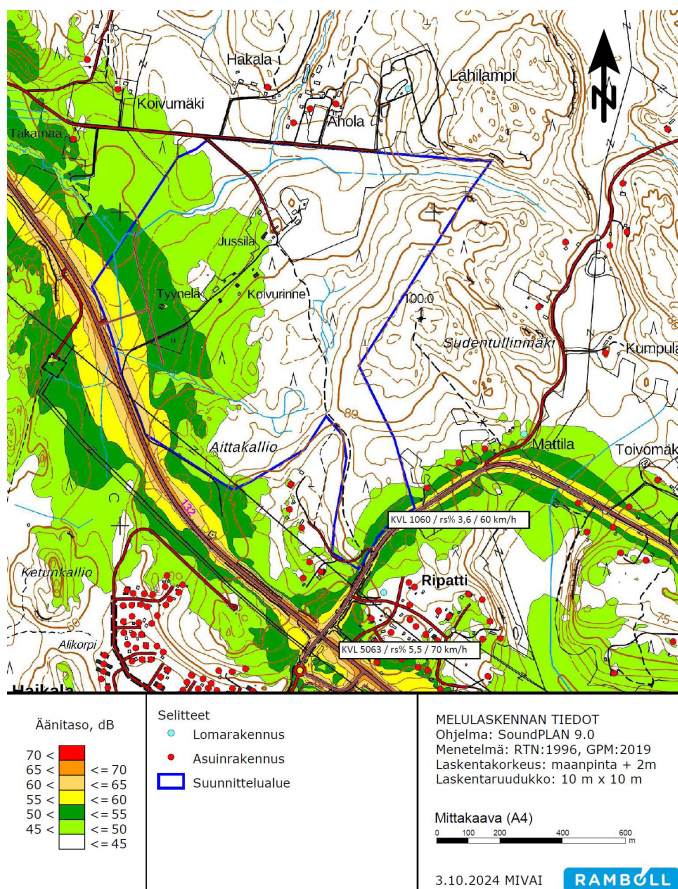 Hakala
Lähilampi
Koivumäki
Ahola
Takamaa
Jussila
Tyynelä
Koivurinne
100.0
Sudentullinmäki
Kumpula
80
Aittakallio
Mattila
Toivomäk
132
KVL 1060 / rs% 3,6 / 60 km/h
Ketunkallio
Ripatti
75
Alikorpi
KVL 5063 / rs% 5,5 / 70 km/h
Haikala
Äänitaso, dB
70 <
65 < <= 70
60 < <= 65
55 < <= 60
50 < <= 55
45 < <= 50
<= 45
Selitteet
Lomarakennus
Asuinrakennus
Suunnittelualue
MELULASKENNAN TIEDOT
Ohjelma: SoundPLAN 9.0
Menetelmä: RTN:1996, GPM:2019
Laskentakorkeus: maanpinta + 2m
Laskentaruudukko: 10 m x 10 m
Mittakaava (A4)
0 100 200 400 600
m
3.10.2024 MIVAI
RAMBOLL